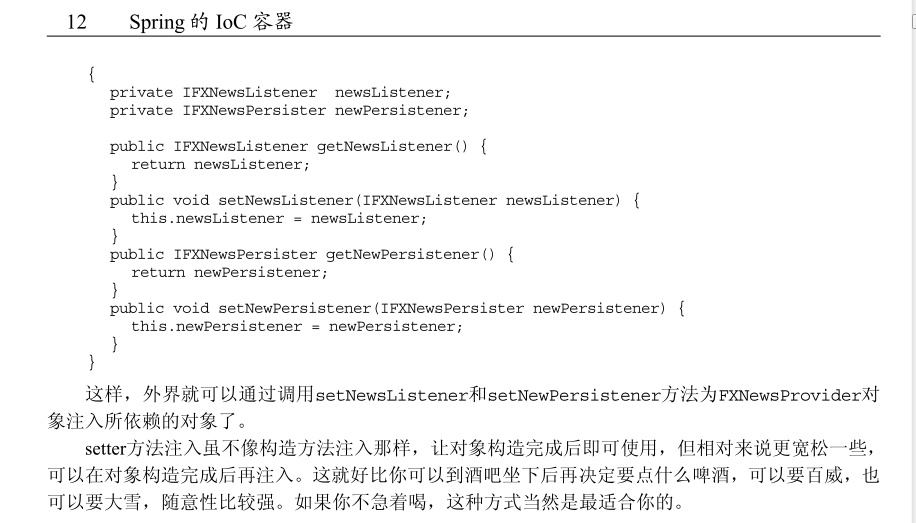 12 Spring 的 IoC 容器
{
private IFXNewsListener newsListener;
private IFXNewsPersister newPersistener;
public IFXNewsListener getNewsListener() {
return newsListener;
}
public void setNewsListener(IFXNewsListener newsListener) {
this.newsListener = newsListener;
}
public IFXNewsPersister getNewPersistener() {
return newPersistener;
}
public void setNewPersistener(IFXNewsPersister newPersistener) {
this.newPersistener = newPersistener;
}
}
这样，外界就可以通过调用setNewsListener和setNewPersistener方法为FXNewsProvider对
象注入所依赖的对象了。
setter方法注入虽不像构造方法注入那样，让对象构造完成后即可使用，但相对来说更宽松一些，
可以在对象构造完成后再注入。这就好比你可以到酒吧坐下后再决定要点什么啤酒，可以要百威，也
可以要大雪，随意性比较强。如果你不急着喝，这种方式当然是最适合你的。